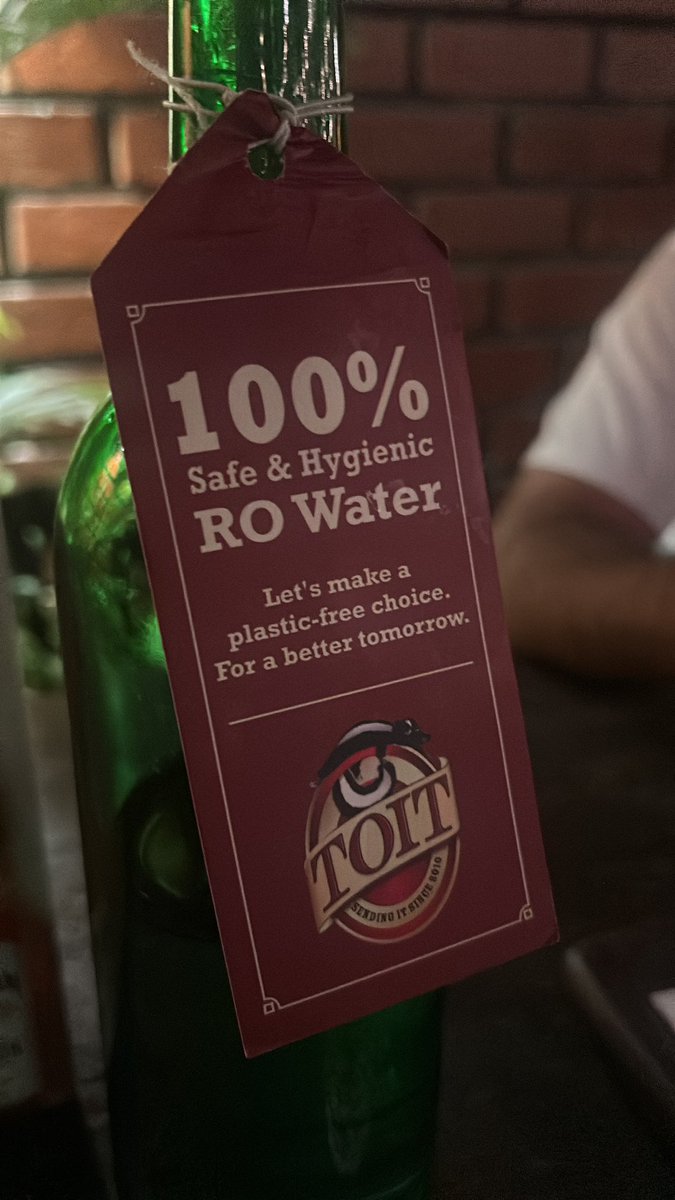 100%
Safe & Hygienic
RO Water
Let's make a
plastic-free choice.
For a better tomorrow.
TOIT
SENDING IT SINCE 2010